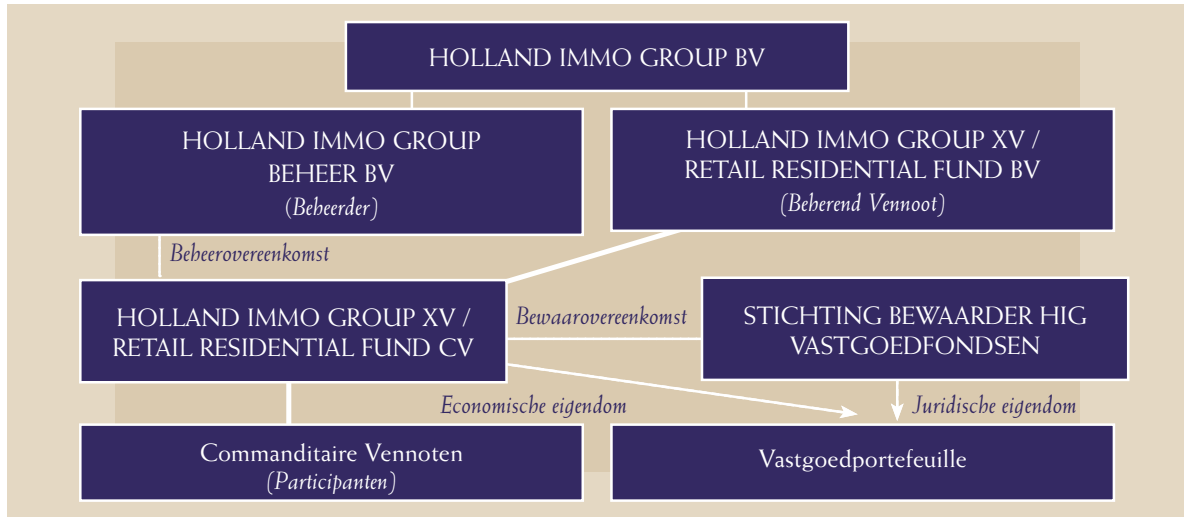 HOLLAND IMMO GROUP BV
HOLLAND IMMO GROUP
BEHEER BV
(Beheerder)
HOLLAND IMMO GROUP XV /
RETAIL RESIDENTIAL FUND BV
(Beherend Vennoot)
Beheerovereenkomst
HOLLAND IMMO GROUP XV /
RETAIL RESIDENTIAL FUND CV
Bewaarovereenkomst
STICHTING BEWAARDER HIG
VASTGOEDFONDSEN
Economische eigendom
Juridische eigendom
Commanditaire Vennoten
(Participanten)
Vastgoedportefeuille